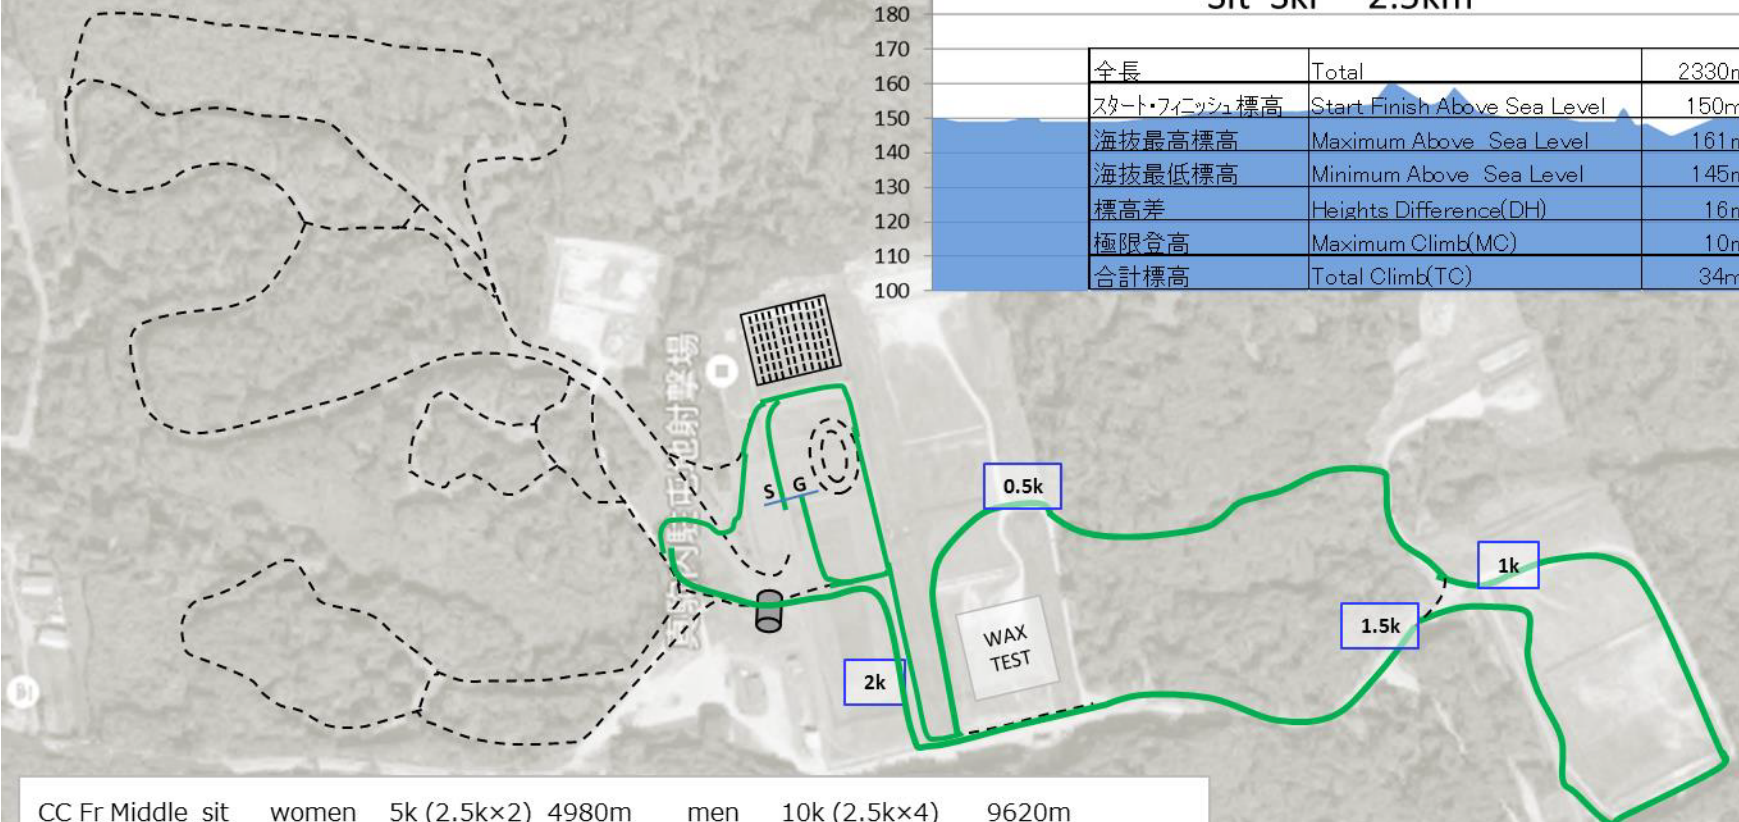 Sit Ski 2.5km
180
170
160
150
140
130
120
110
100
全長 Total 2330m
スタート・フィニッシュ標高 Start Finish Above Sea Level 150m
海抜最高標高 Maximum Above Sea Level 161m
海抜最低標高 Minimum Above Sea Level 145m
標高差 Heights Difference(DH) 16m
極限登高 Maximum Climb(MC) 10m
合計標高 Total Climb(TC) 34m
S G
0.5k
1k
1.5k
WAX
TEST
2k
CC Fr Middle sit women 5k (2.5k×2) 4980m men 10k (2.5k×4) 9620m